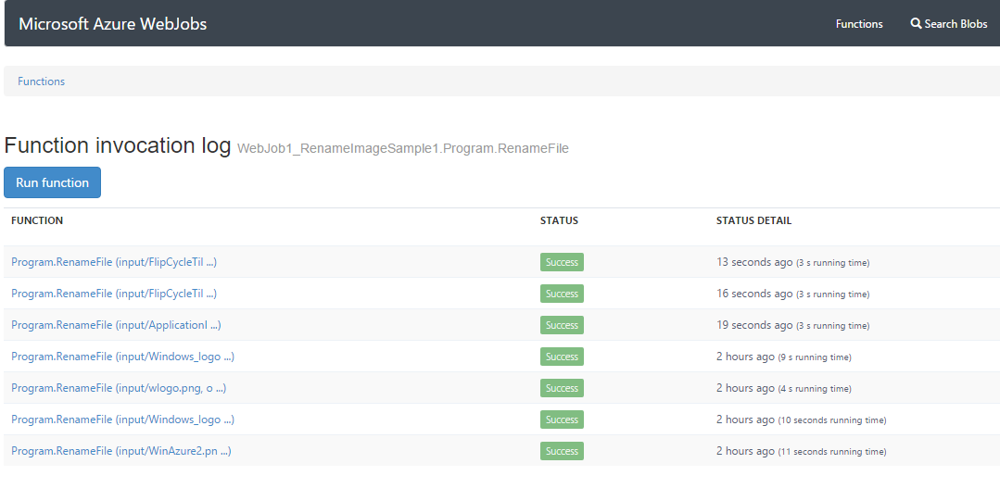 Microsoft Azure WebJobs Functions Search Blobs
Functions
Function invocation log WebJob1_RenameImageSample1.Program.RenameFile
Run function
FUNCTION STATUS STATUS DETAIL
Program.RenameFile (input/FlipCycleTil ...) Success 13 seconds ago (3 s running time)
Program.RenameFile (input/FlipCycleTil ...) Success 16 seconds ago (3 s running time)
Program.RenameFile (input/ApplicationI ...) Success 19 seconds ago (3 s running time)
Program.RenameFile (input/Windows_logo ...) Success 2 hours ago (9 s running time)
Program.RenameFile (input/wlogo.png, o ...) Success 2 hours ago (4 s running time)
Program.RenameFile (input/Windows_logo ...) Success 2 hours ago (10 seconds running time)
Program.RenameFile (input/WinAzure2.pn ...) Success 2 hours ago (11 seconds running time)